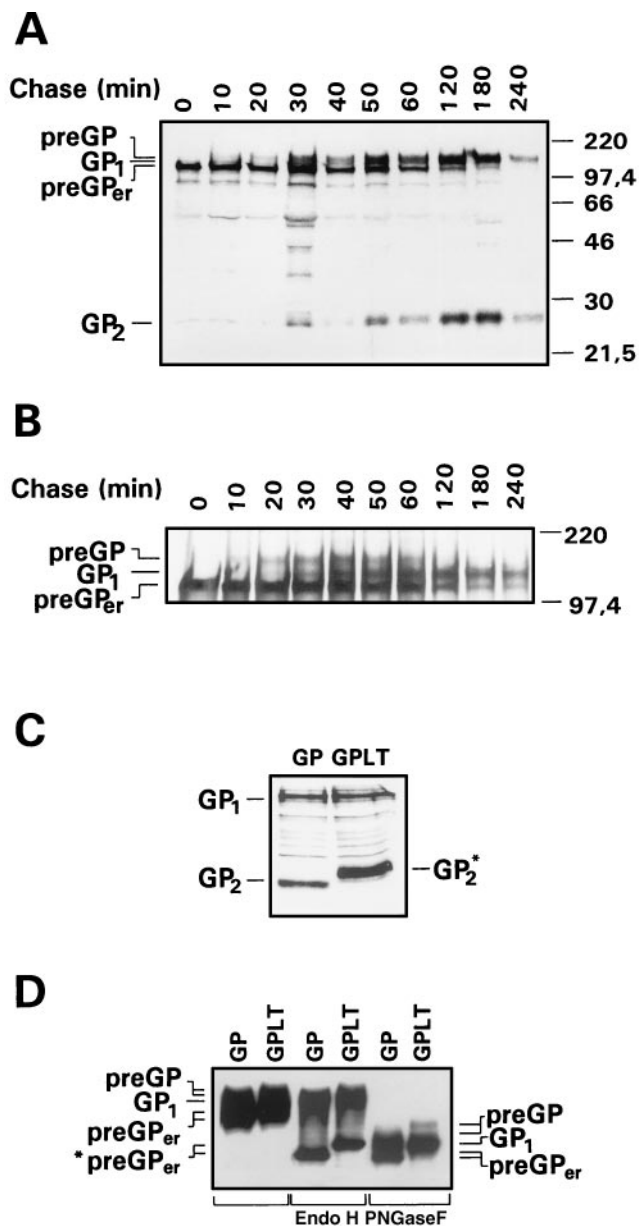 A
Chase (min) 0 10 20 30 40 50 60 120 180 240
preGP
GP1
preGPer
GP2
220
97,4
66
46
30
21,5
B
Chase (min) 0 10 20 30 40 50 60 120 180 240
preGP
GP1
preGPer
220
97,4
C
GP GPLT
GP1
GP2
GP2*
D
GP GPLT GP GPLT GP GPLT
preGP
GP1
preGPer
*preGPer
preGP
GP1
preGPer
Endo H PNGaseF